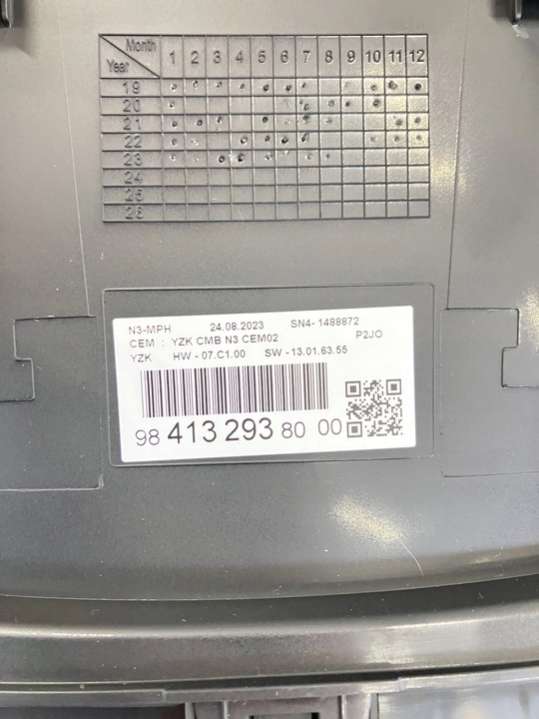 Month 1 2 3 4 5 6 7 8 9 10 11 12
Year
19
20
21
22
23
24
25
26
N3-MPH 24.08.2023 SN4-1488872
CEM : YZK CMB N3 CEM02 P2JO
YZK HW - 07.C1.00 SW - 13.01.63.55
98 413 293 80 00